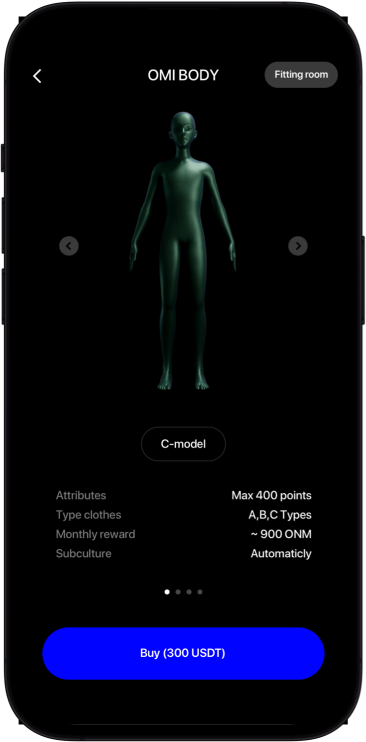 OMI BODY
Fitting room
C-model
Attributes Max 400 points
Type clothes A,B,C Types
Monthly reward ~ 900 ONM
Subculture Automaticly
Buy (300 USDT)